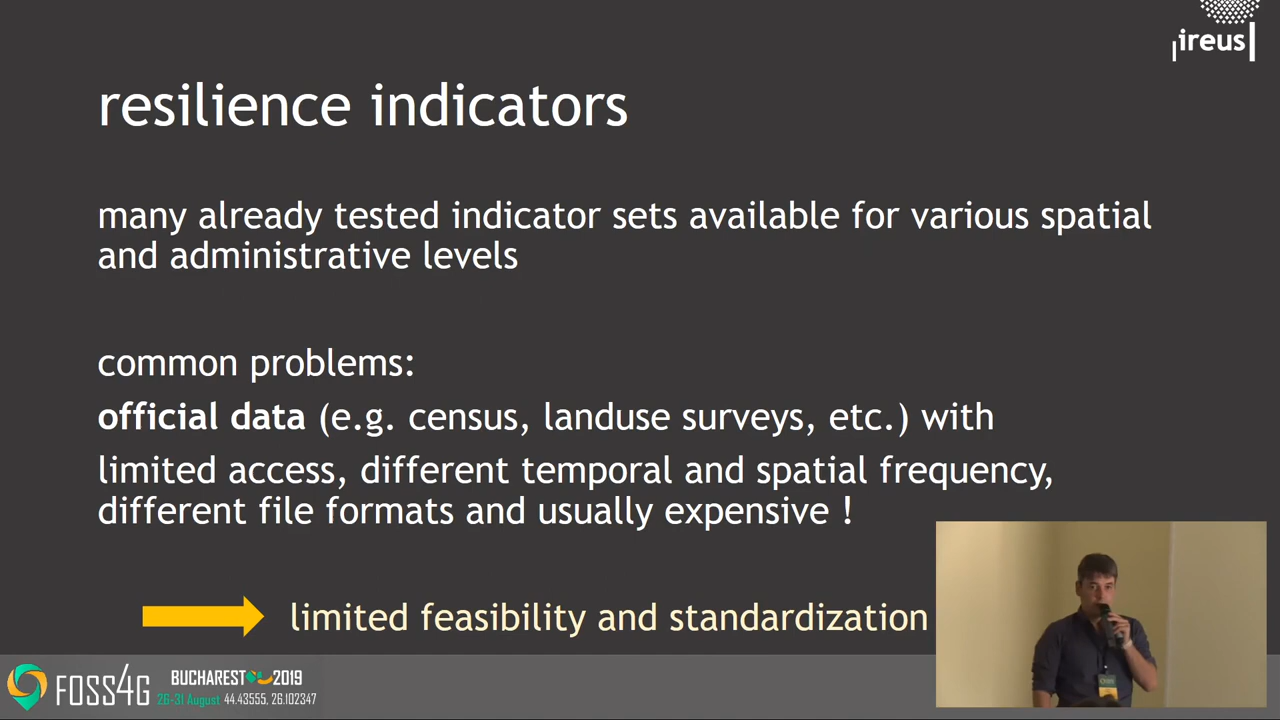 ireus
resilience indicators
many already tested indicator sets available for various spatial
and administrative levels
common problems:
official data (e.g. census, landuse surveys, etc.) with
limited access, different temporal and spatial frequency,
different file formats and usually expensive !
limited feasibility and standardization
FOSS4G
BUCHAREST 2019
26-31 August 44.43555, 26.102347